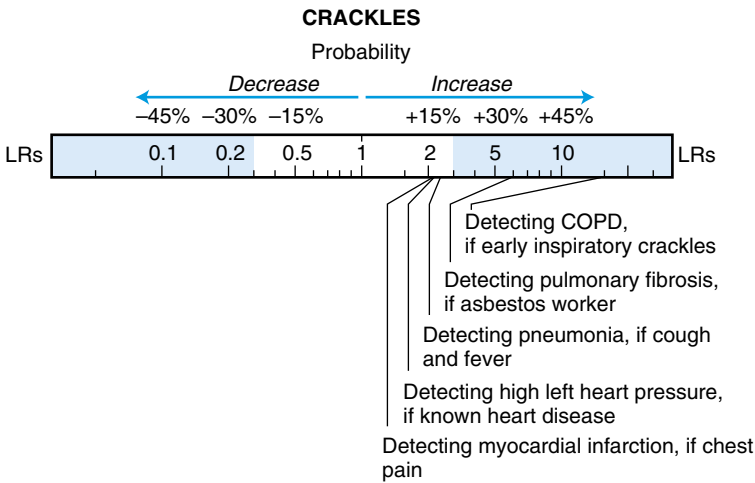 CRACKLES
Probability
Decrease Increase
–45% –30% –15% +15% +30% +45%
LRs 0.1 0.2 0.5 1 2 5 10 LRs
Detecting COPD,
if early inspiratory crackles
Detecting pulmonary fibrosis,
if asbestos worker
Detecting pneumonia, if cough
and fever
Detecting high left heart pressure,
if known heart disease
Detecting myocardial infarction, if chest
pain